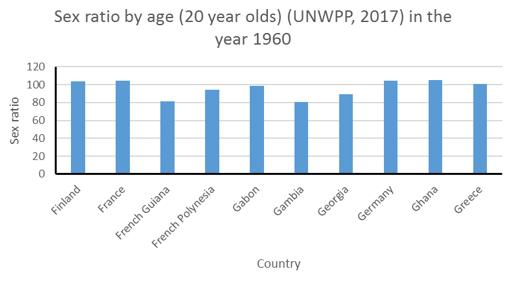 Sex ratio by age (20 year olds) (UNWPP, 2017) in the
year 1960
120
100
80
60
40
20
0
Sex ratio
Finland
France
French Guiana
French Polynesia
Gabon
Gambia
Georgia
Germany
Ghana
Greece
Country